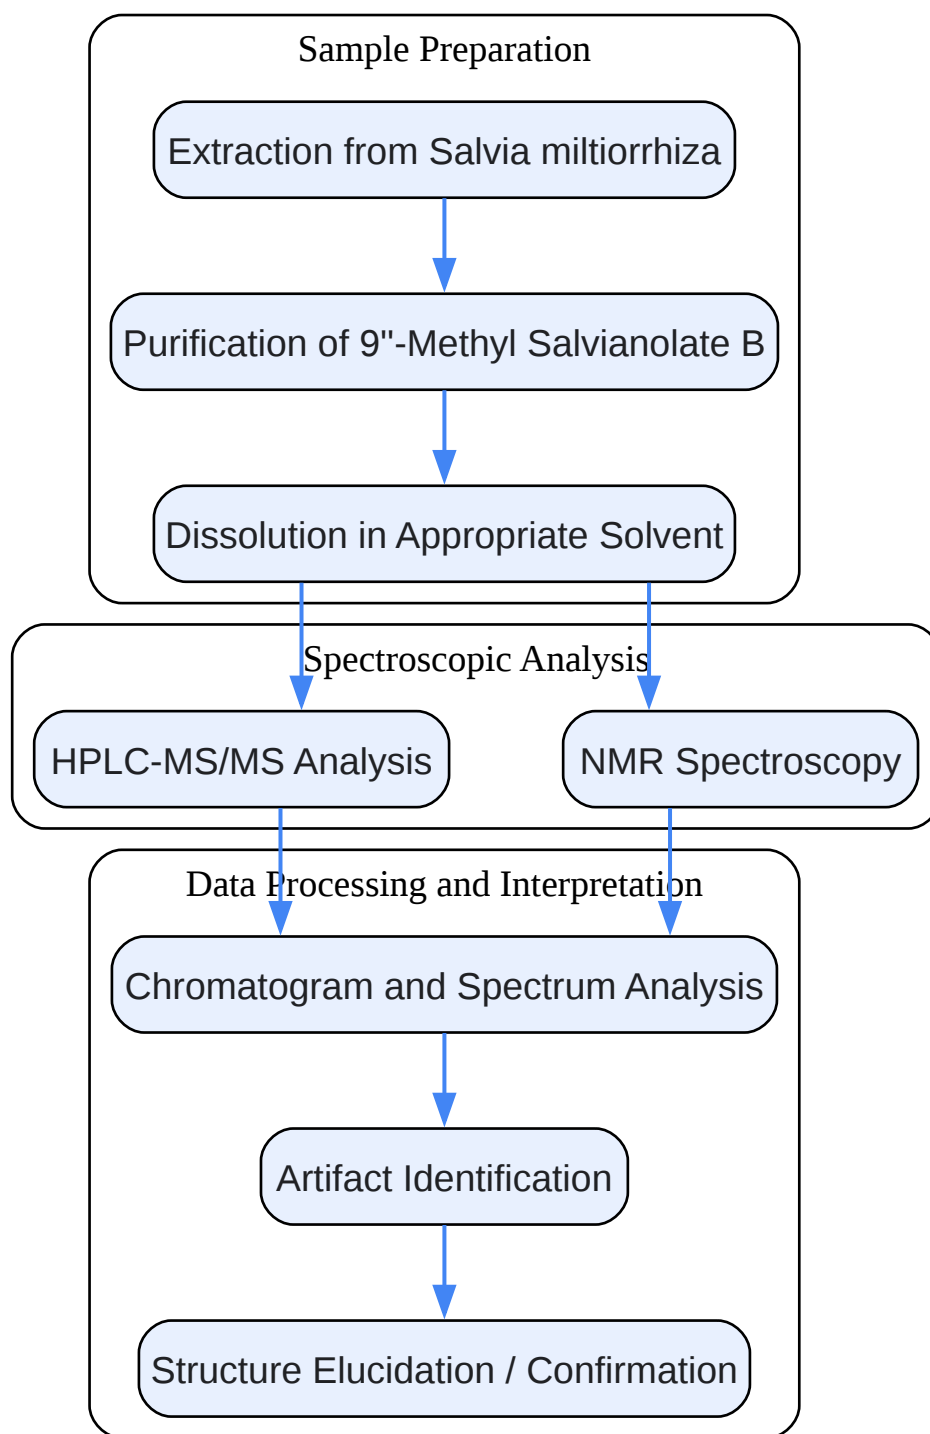 Sample Preparation
Extraction from Salvia miltiorrhiza
Purification of 9''-Methyl Salvianolate B
Dissolution in Appropriate Solvent
Spectroscopic Analysis
HPLC-MS/MS Analysis
NMR Spectroscopy
Data Processing and Interpretation
Chromatogram and Spectrum Analysis
Artifact Identification
Structure Elucidation / Confirmation